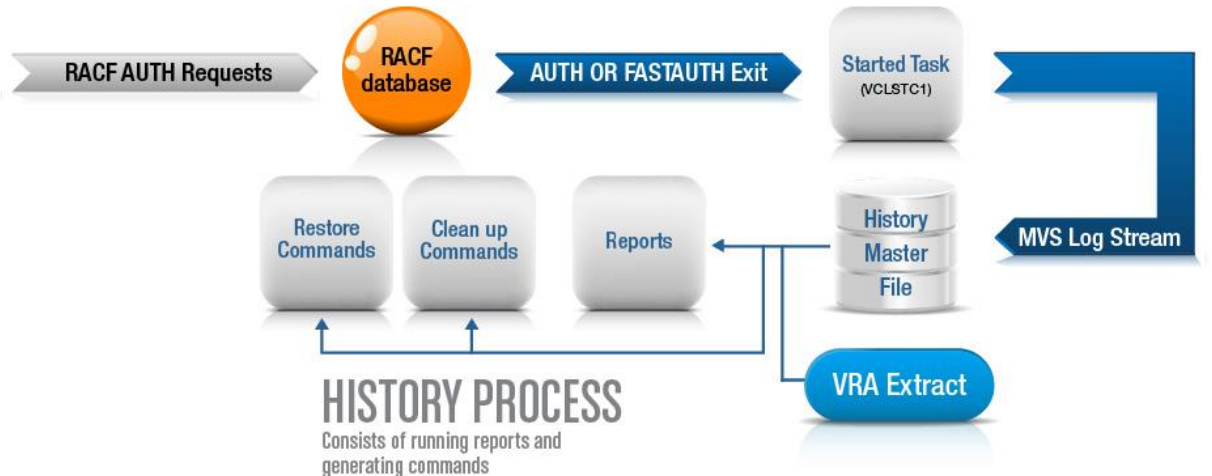 RACF AUTH Requests
RACF
database
AUTH OR FASTAUTH Exit
Started Task
(VCLSTC1)
MVS Log Stream
History
Master
File
Reports
Clean up
Commands
Restore
Commands
VRA Extract
HISTORY PROCESS
Consists of running reports and
generating commands